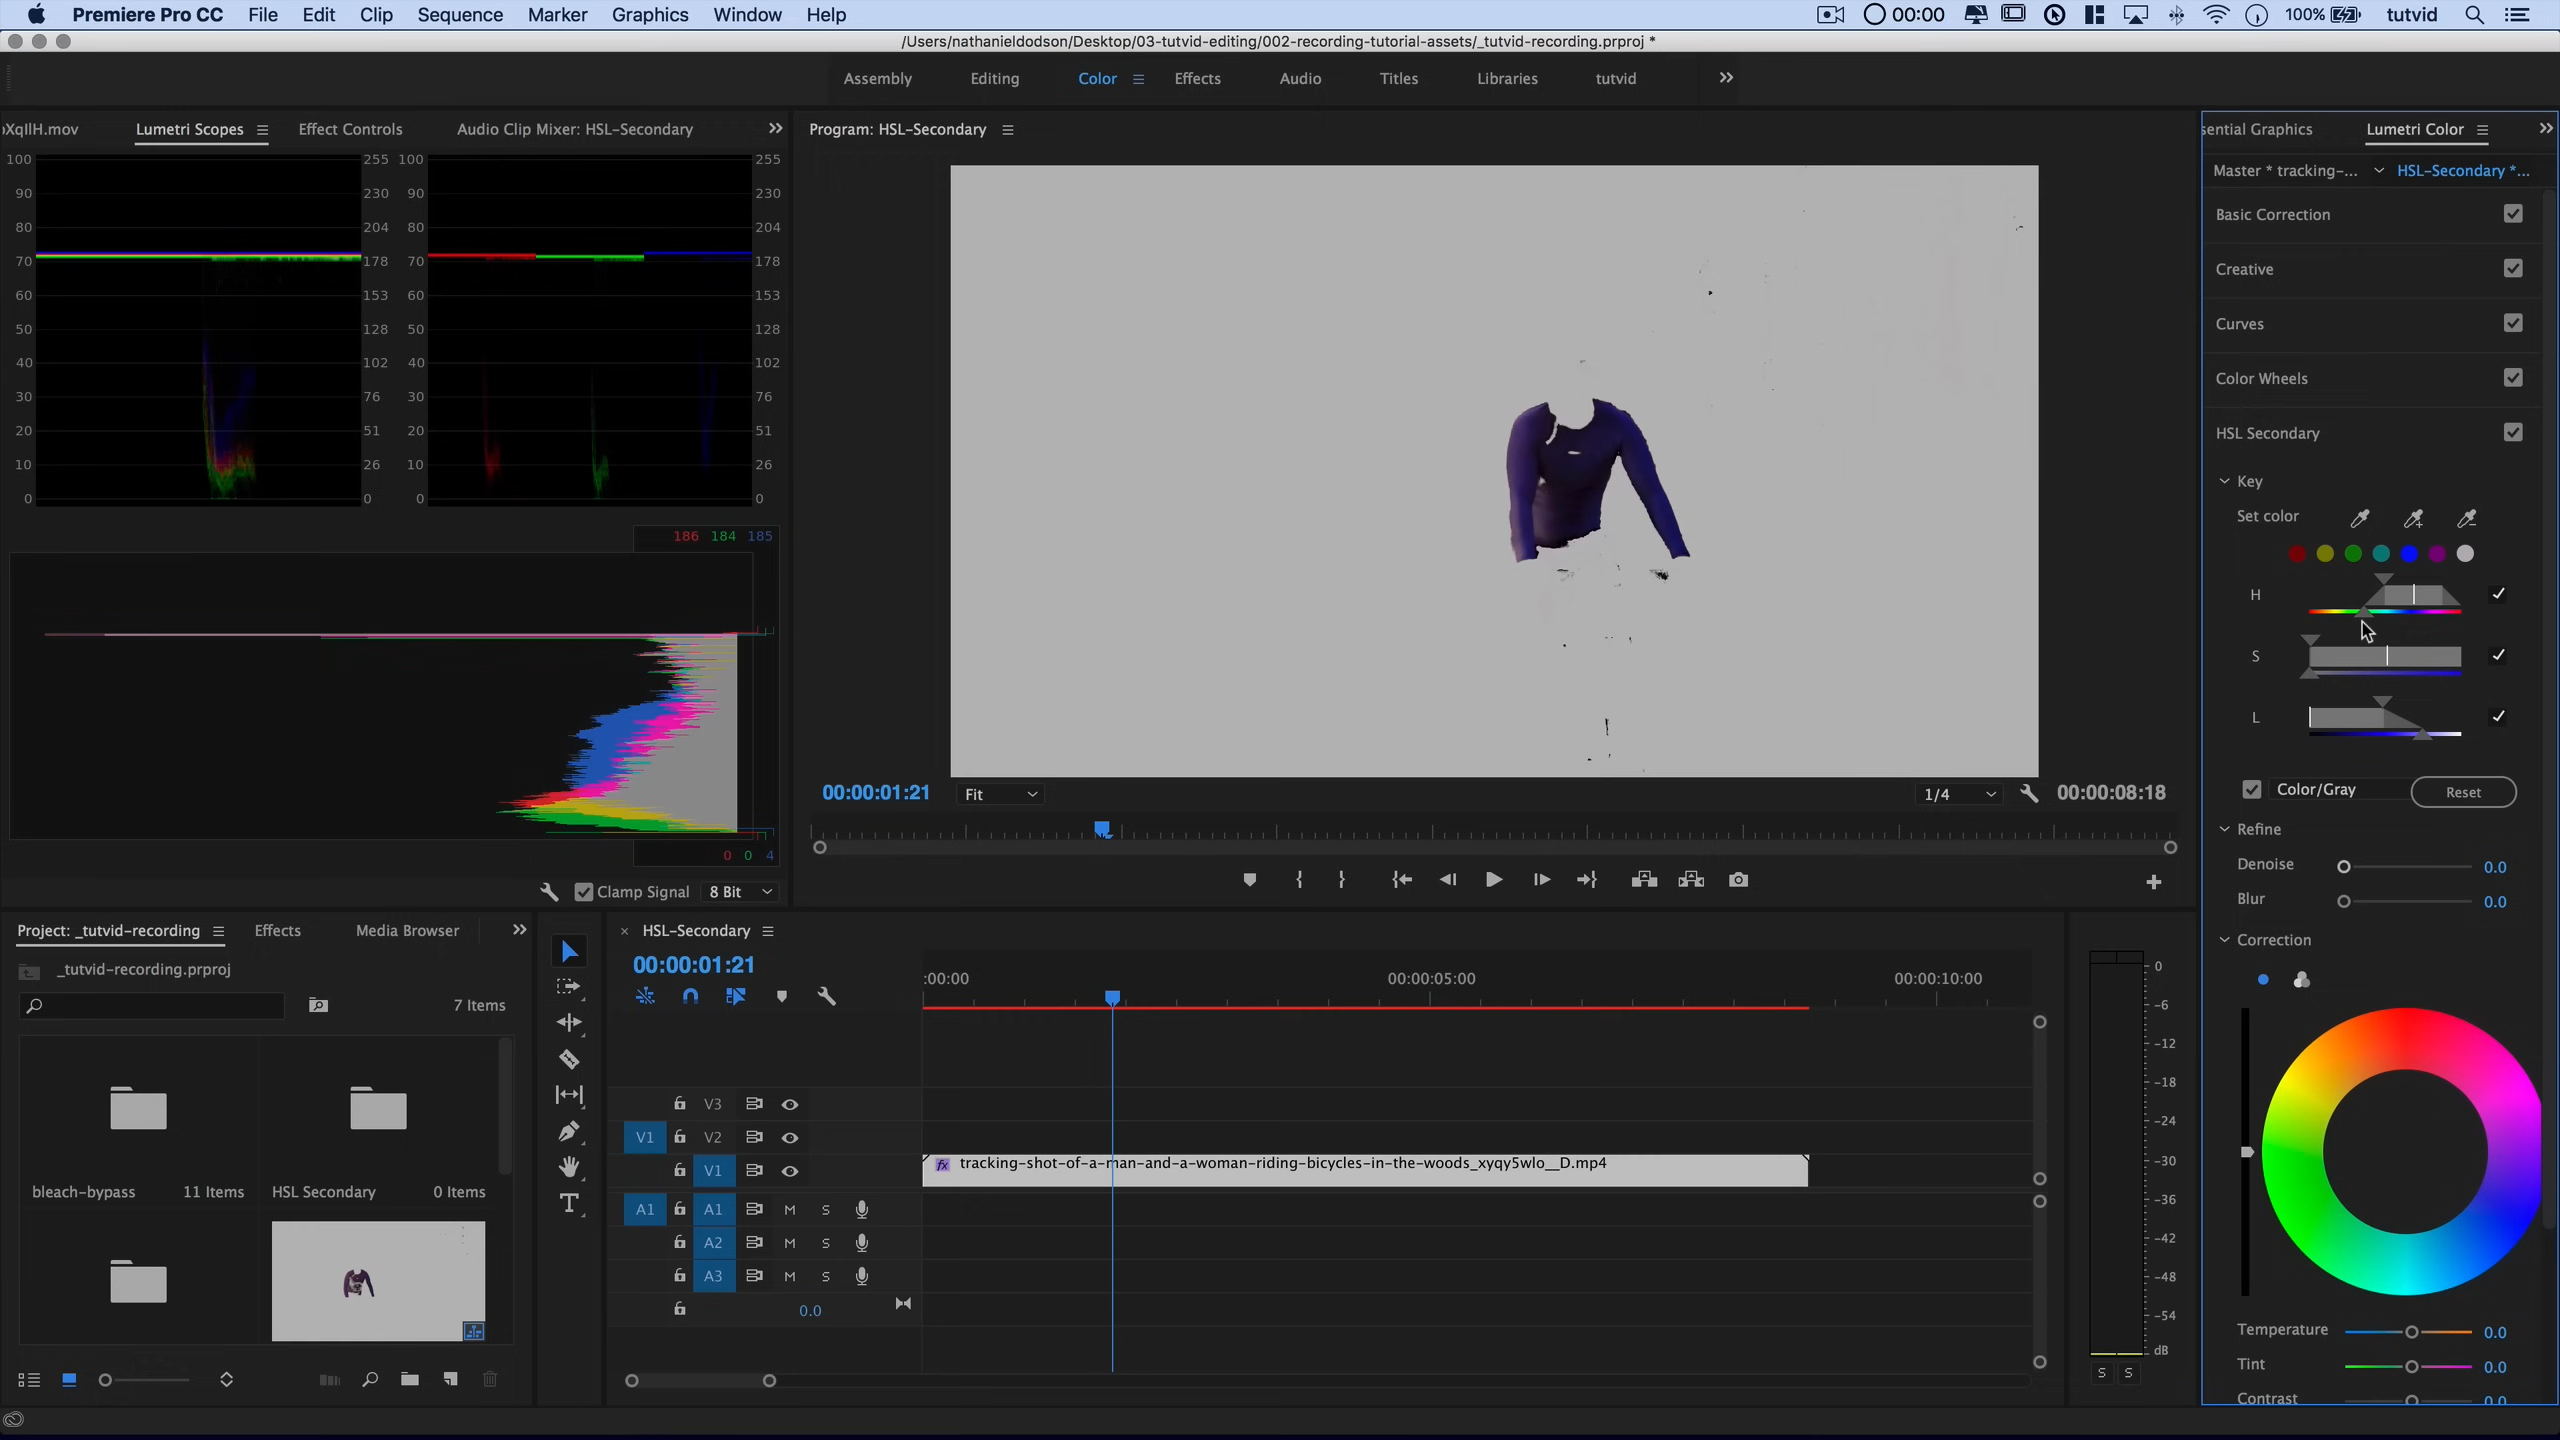 Premiere Pro CC File Edit Clip Sequence Marker Graphics Window Help 00:00 100% tutvid
/Users/nathanieldodson/Desktop/03-tutvid-editing/002-recording-tutorial-assets/_tutvid-recording.prproj *
Assembly Editing Color Effects Audio Titles Libraries tutvid
XqIlH.mov Lumetri Scopes Effect Controls Audio Clip Mixer: HSL-Secondary
100 255 100 255
90 230 90 230
80 204 80 204
70 178 70 178
60 153 60 153
50 128 50 128
40 102 40 102
30 76 30 76
20 51 20 51
10 26 10 26
0 0 0 0
186 184 185
0 0 4
Clamp Signal 8 Bit
Program: HSL-Secondary
00:00:01:21 Fit 1/4 00:00:08:18
sential Graphics Lumetri Color
Master * tracking-... HSL-Secondary *...
Basic Correction
Creative
Curves
Color Wheels
HSL Secondary
Key
Set color
H
S
L
Color/Gray Reset
Refine
Denoise 0.0
Blur 0.0
Correction
Temperature 0.0
Tint 0.0
Contrast 0.0
Project: _tutvid-recording Effects Media Browser
_tutvid-recording.prproj
7 Items
bleach-bypass 11 Items HSL Secondary 0 Items
HSL-Secondary
00:00:01:21
:00:00 00:00:05:00 00:00:10:00
V3
V1 V2
V1 fx tracking-shot-of-a-man-and-a-woman-riding-bicycles-in-the-woods_xyqy5wlo__D.mp4
A1 A1 M S
A2 M S
A3 M S
0.0
0
-6
-12
-18
-24
-30
-36
-42
-48
-54
dB
S S